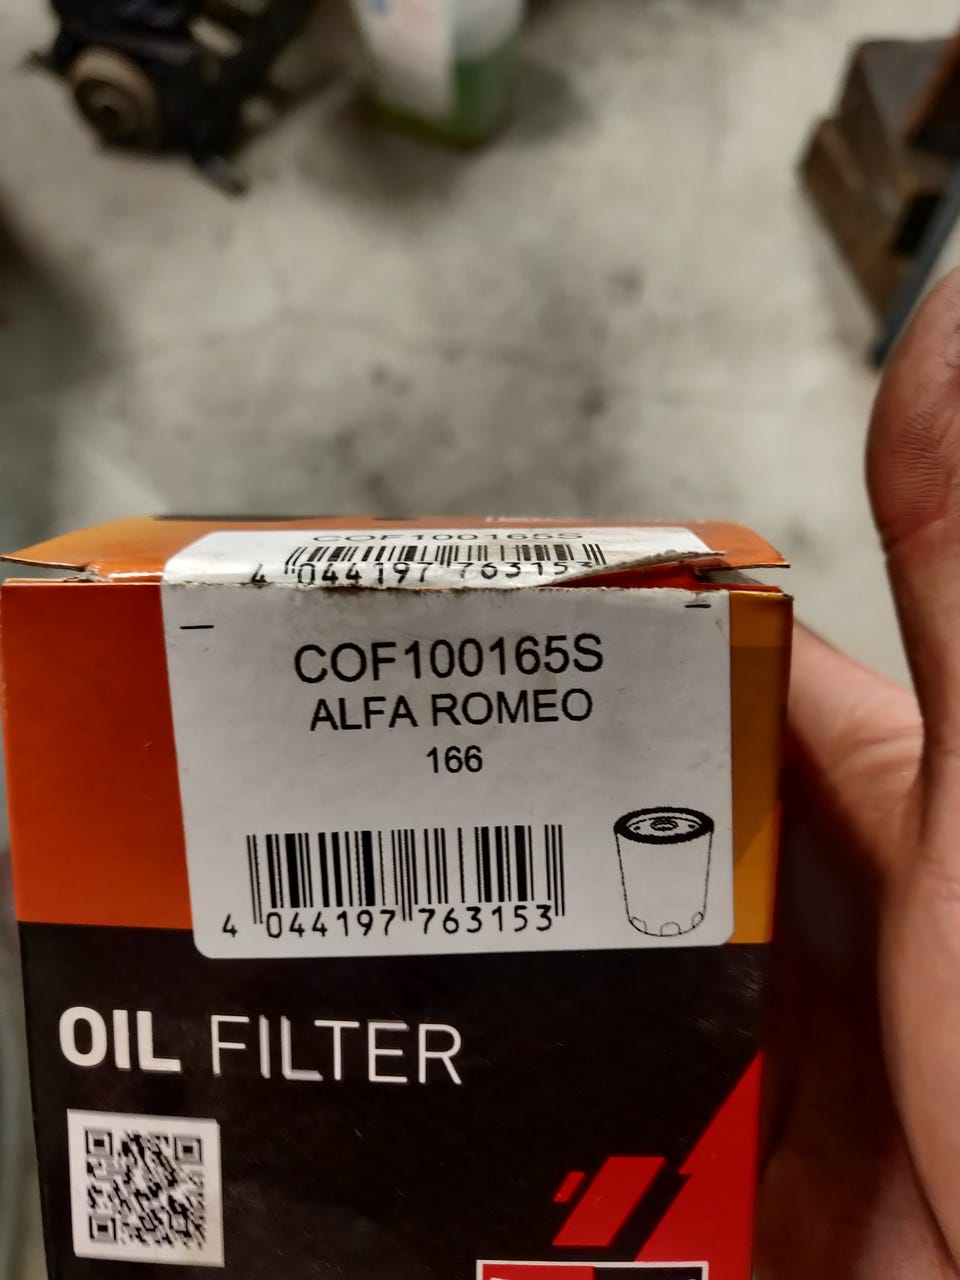 COF100165S
4 044197 763153
COF100165S
ALFA ROMEO
166
4 044197 763153
OIL FILTER